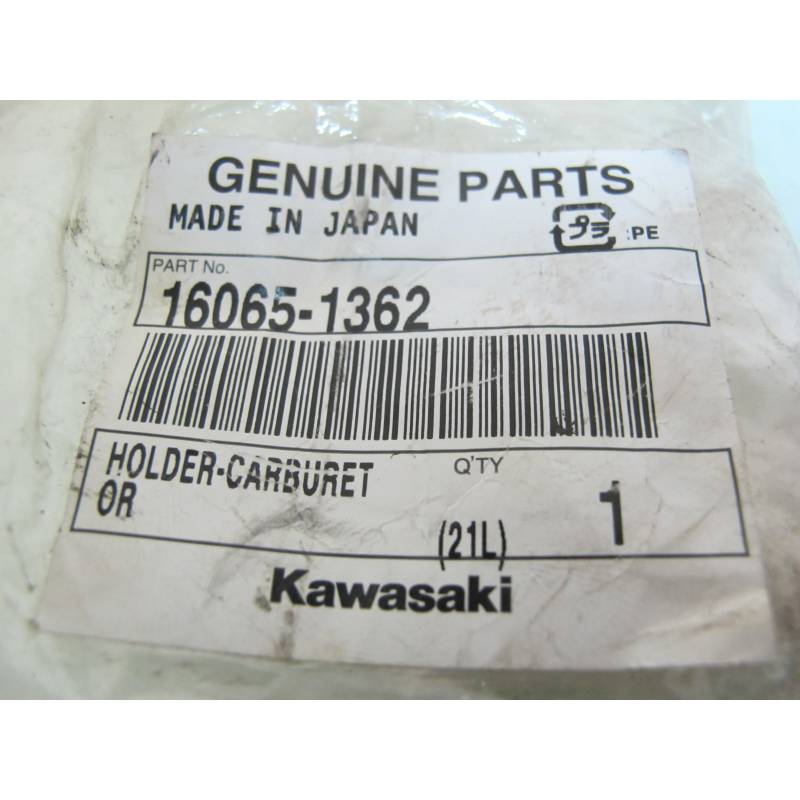 GENUINE PARTS
MADE IN JAPAN
プラ :PE
PART No.
16065-1362
HOLDER-CARBURET
OR
Q'TY
(21L)
1
Kawasaki